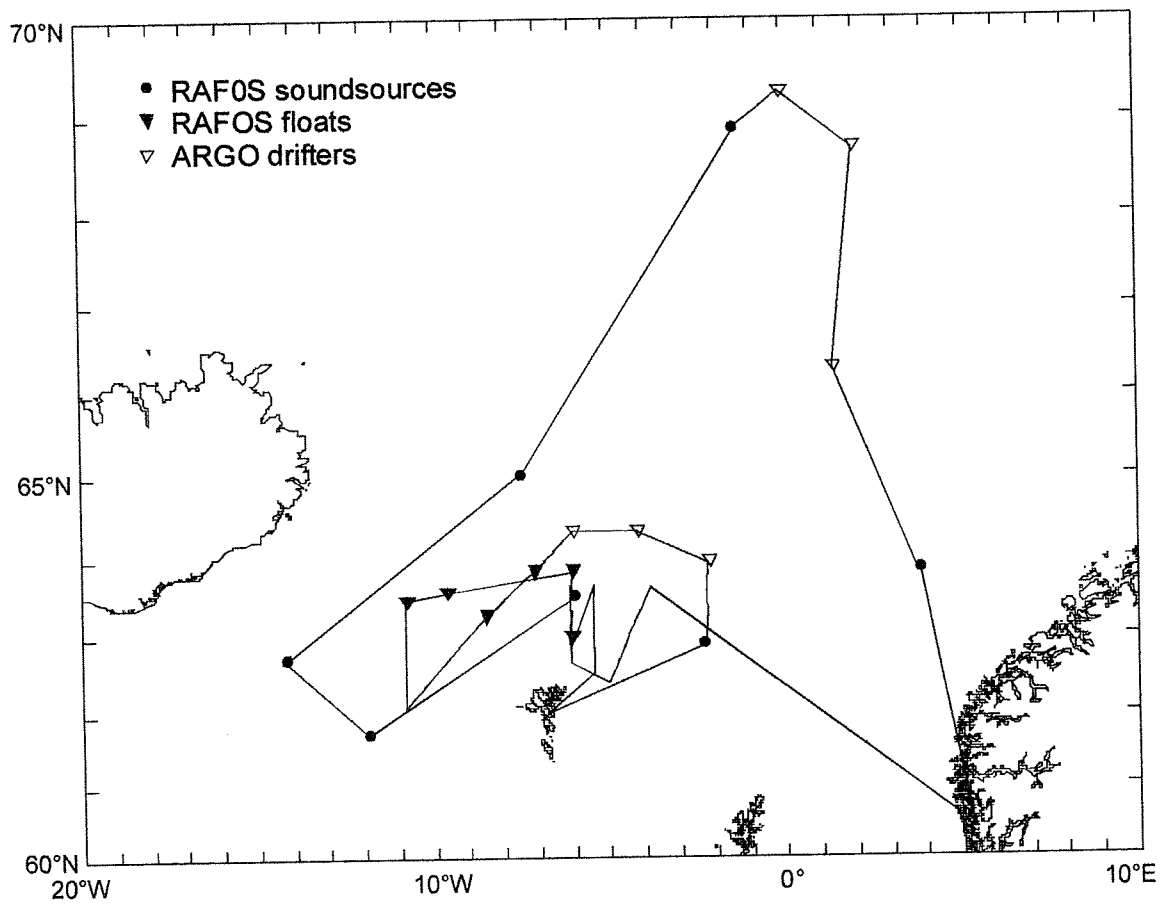 70°N
RAF0S soundsources
RAFOS floats
ARGO drifters
65°N
60°N
20°W
10°W
0°
10°E